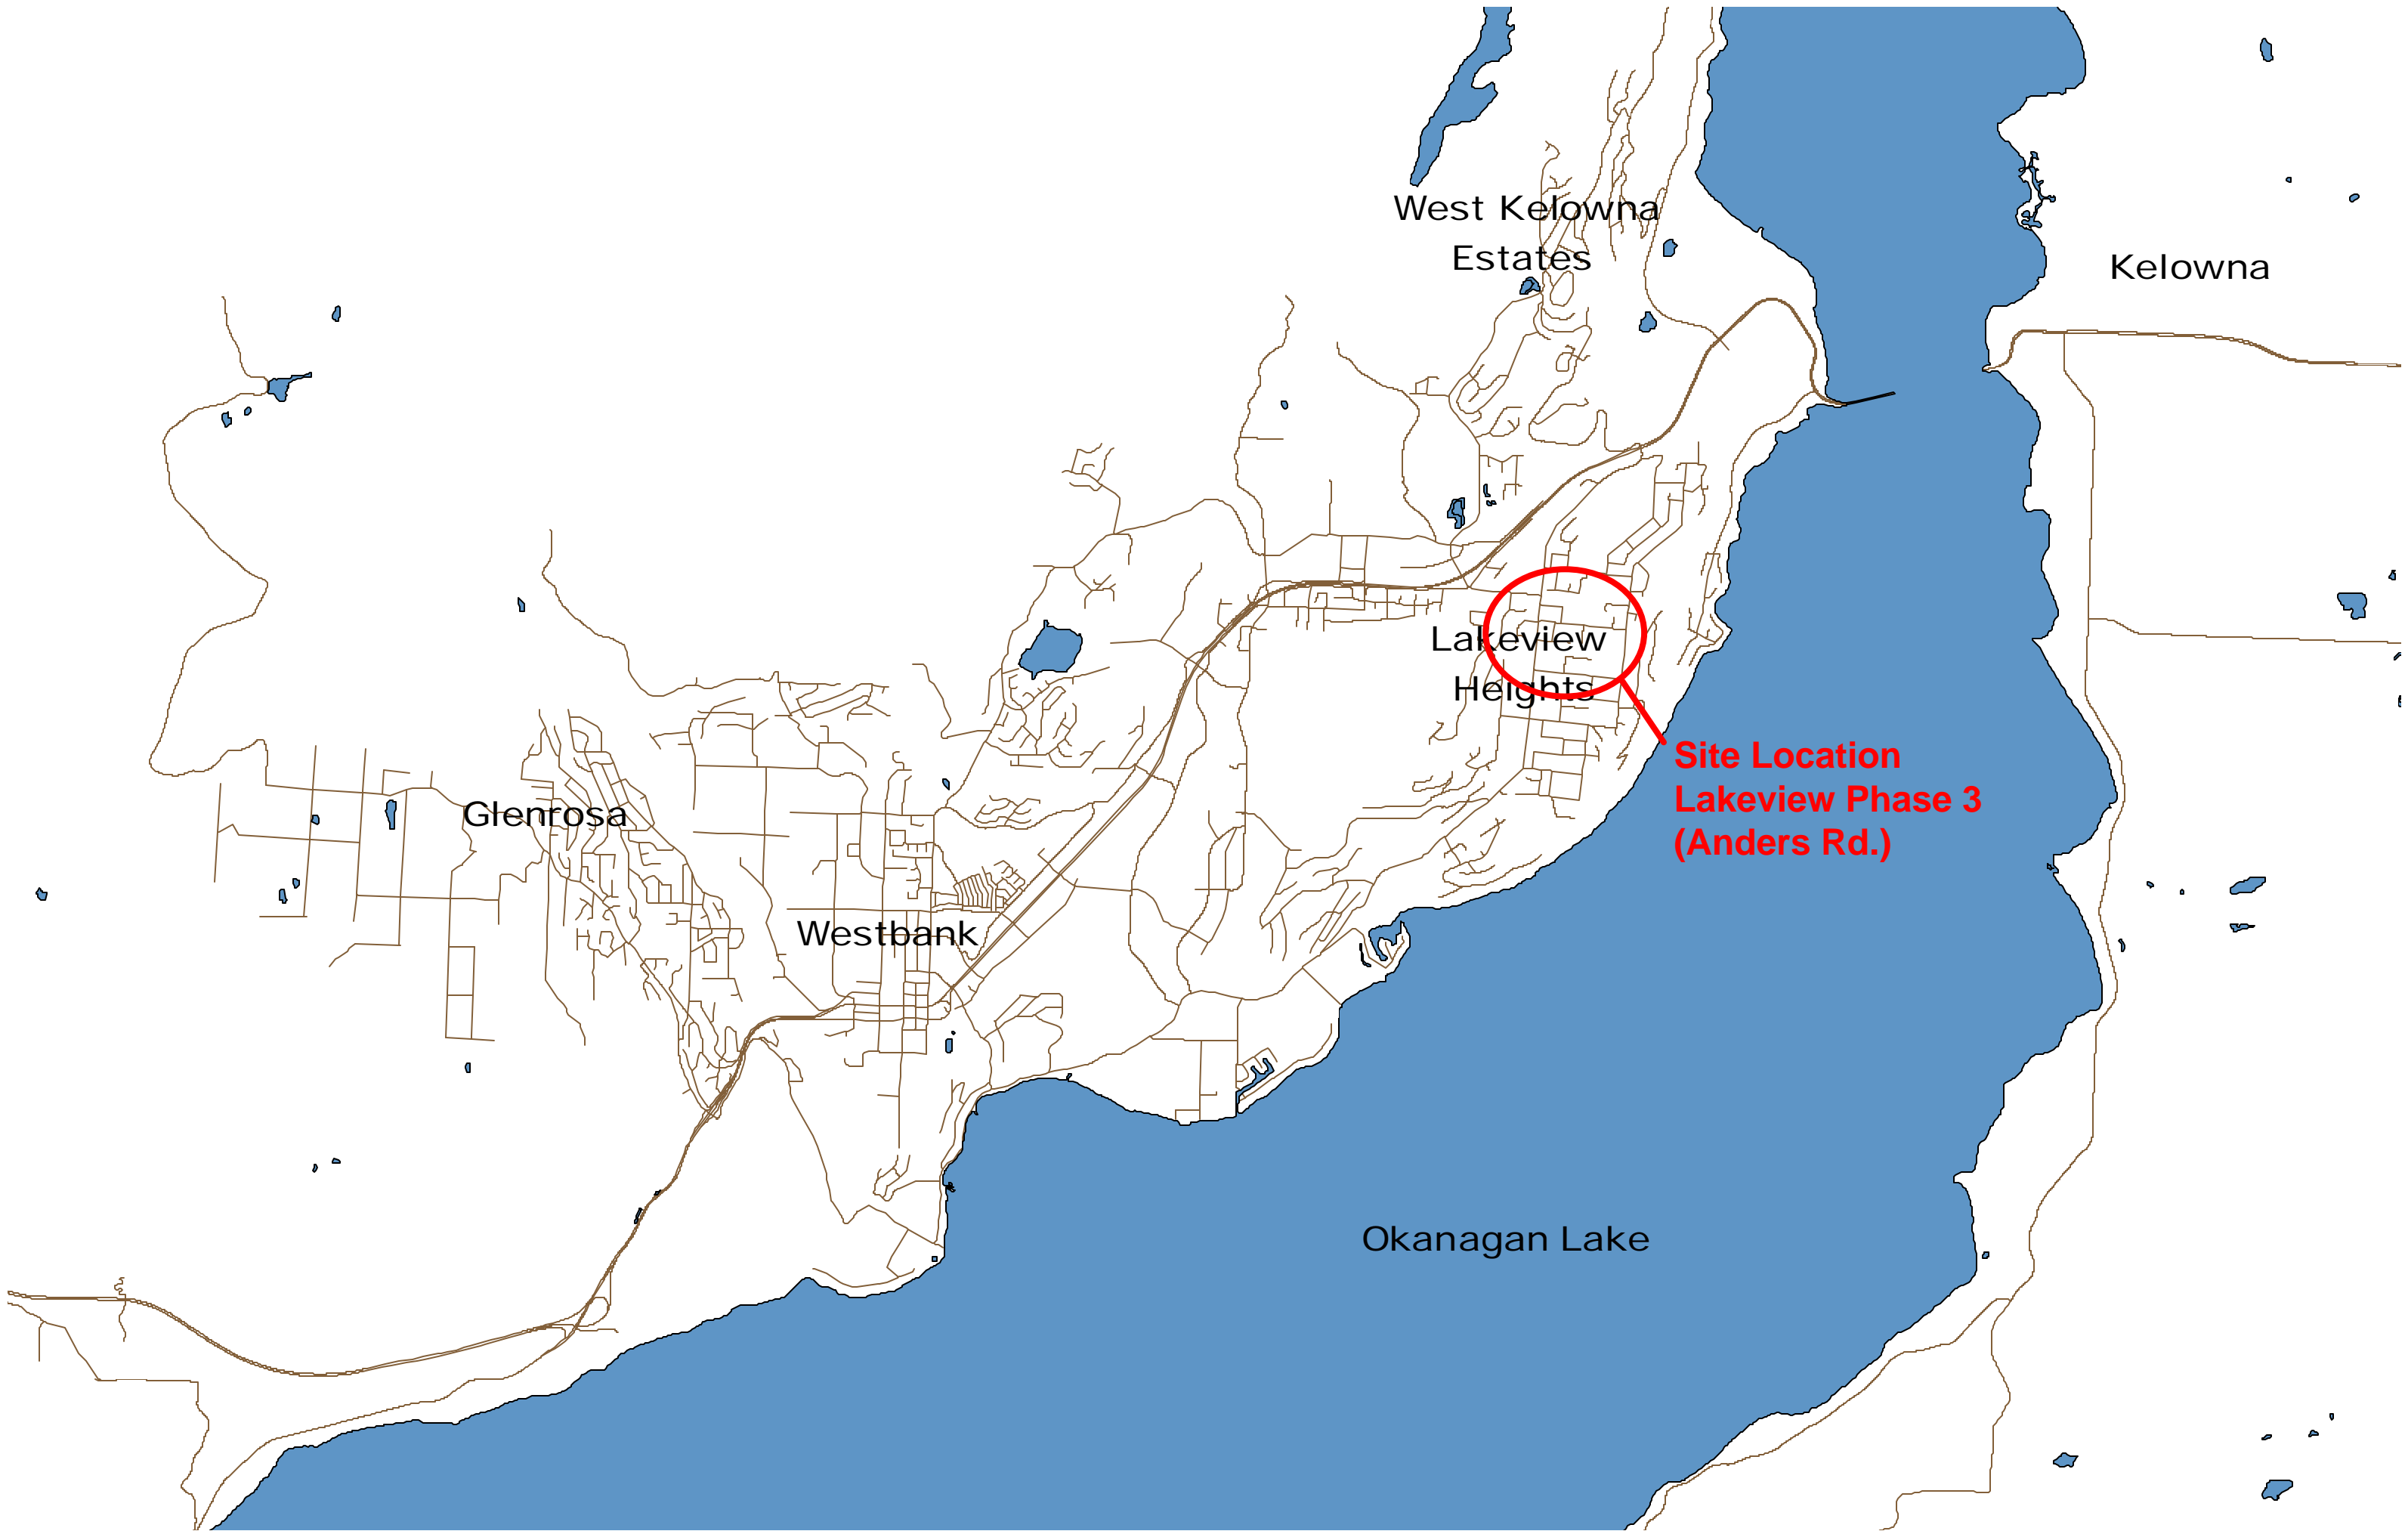 West Kelowna
Estates
Kelowna
Lakeview
Heights
Site Location
Lakeview Phase 3
(Anders Rd.)
Glenrosa
Westbank
Okanagan Lake